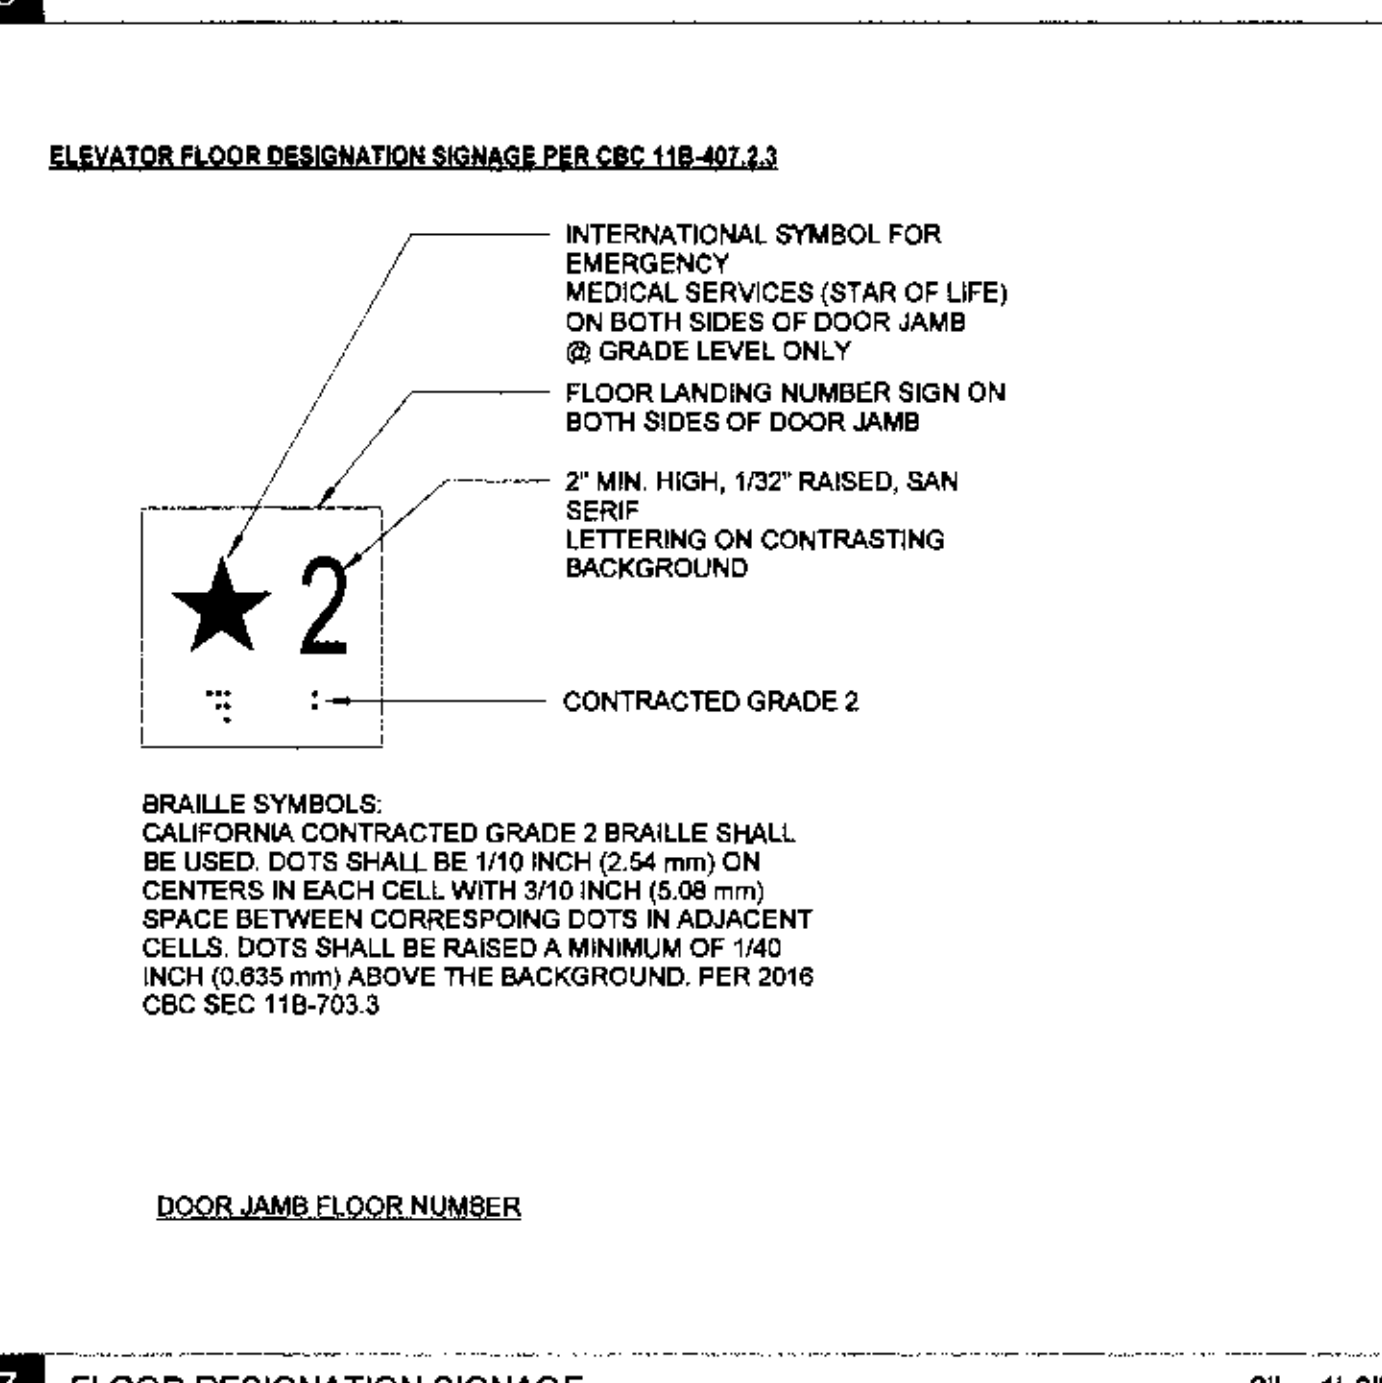 ELEVATOR FLOOR DESIGNATION SIGNAGE PER CBC 11B-407.2.3
INTERNATIONAL SYMBOL FOR
EMERGENCY
MEDICAL SERVICES (STAR OF LIFE)
ON BOTH SIDES OF DOOR JAMB
@ GRADE LEVEL ONLY
FLOOR LANDING NUMBER SIGN ON
BOTH SIDES OF DOOR JAMB
2" MIN. HIGH, 1/32" RAISED, SAN
SERIF
LETTERING ON CONTRASTING
BACKGROUND
2
CONTRACTED GRADE 2
BRAILLE SYMBOLS:
CALIFORNIA CONTRACTED GRADE 2 BRAILLE SHALL
BE USED. DOTS SHALL BE 1/10 INCH (2.54 mm) ON
CENTERS IN EACH CELL WITH 3/10 INCH (5.08 mm)
SPACE BETWEEN CORRESPOING DOTS IN ADJACENT
CELLS. DOTS SHALL BE RAISED A MINIMUM OF 1/40
INCH (0.635 mm) ABOVE THE BACKGROUND. PER 2016
CBC SEC 11B-703.3
DOOR JAMB FLOOR NUMBER
FLOOR DESIGNATION SIGNAGE